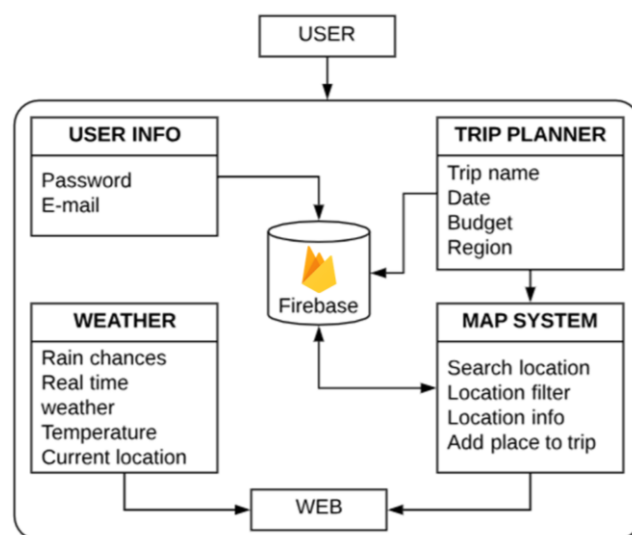 USER
USER INFO
Password
E-mail
TRIP PLANNER
Trip name
Date
Budget
Region
Firebase
WEATHER
Rain chances
Real time
weather
Temperature
Current location
MAP SYSTEM
Search location
Location filter
Location info
Add place to trip
WEB